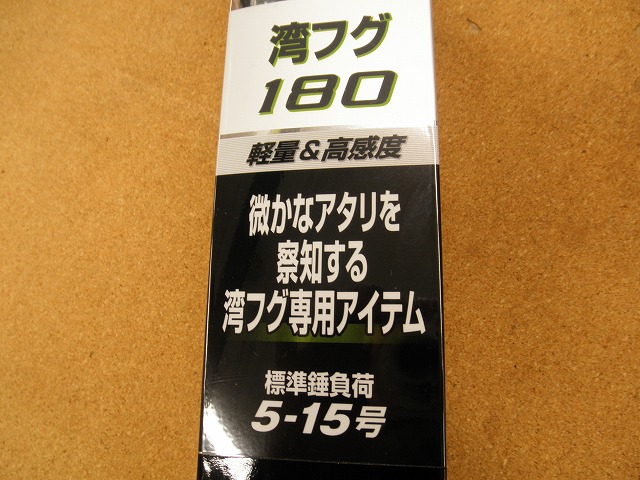 湾フグ
180
軽量&高感度
微かなアタリを
察知する
湾フグ専用アイテム
標準錘負荷
5-15号